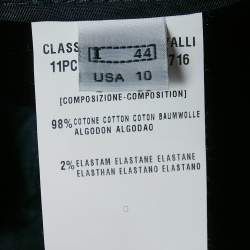 CLASS ALLI
11PC 716
I 44
USA 10
[COMPOSIZIONE-COMPOSITION]
98% COTONE COTTON COTON BAUMWOLLE
ALGODON ALGODAO
2% ELASTAM ELASTANE ELASTANE
ELASTHAN ELASTANO ELASTANO